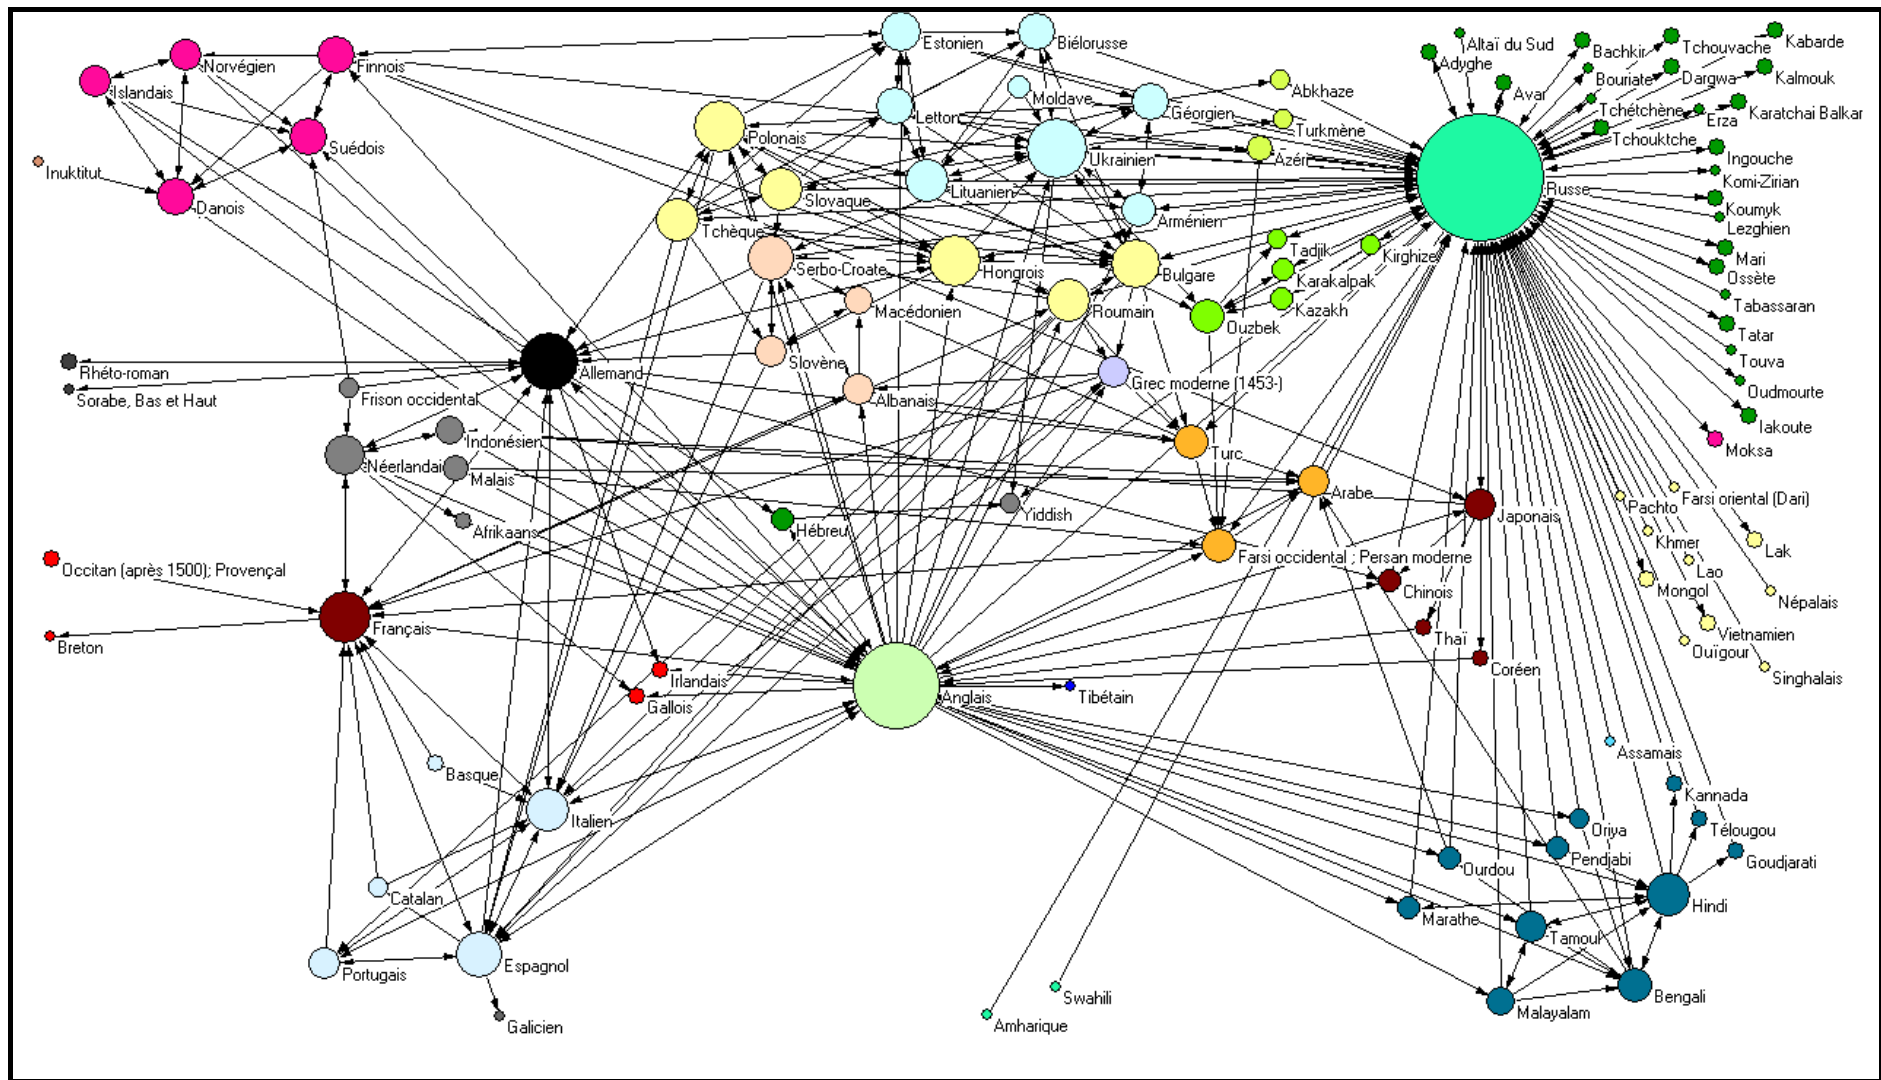 Estonien
Biélorusse
Altaï du Sud
Adyghe
Bachkir
Tchouvache
Kabarde
Norvégien
Finnois
Islandais
Moldave
Abkhaze
Avar
Bouriate
Dargwa
Kalmouk
Letton
Géorgien
Turkmène
Tchétchène
Erza
Karatchai Balkar
Polonais
Suédois
Ukrainien
Azéri
Tchouktche
Ingouche
Inuktitut
Komi-Zirian
Slovaque
Lituanien
Russe
Danois
Koumyk
Arménien
Lezghien
Tchèque
Tadjik
Kirghize
Mari
Serbo-Croate
Hongrois
Bulgare
Karakalpak
Ossète
Macédonien
Roumain
Kazakh
Tabassaran
Ouzbek
Tatar
Slovène
Touva
Rhéto-roman
Allemand
Grec moderne (1453-)
Sorabe, Bas et Haut
Frison occidental
Albanais
Oudmourte
Iakoute
Indonésien
Turc
Moksa
Néerlandais
Malais
Arabe
Farsi oriental (Dari)
Pachto
Afrikaans
Hébreu
Yiddish
Japonais
Khmer
Lak
Occitan (après 1500); Provençal
Farsi occidental ; Persan moderne
Lao
Chinois
Mongol
Népalais
Français
Thaï
Vietnamien
Breton
Ouïgour
Irlandais
Coréen
Singhalais
Gallois
Anglais
Tibétain
Assamais
Basque
Kannada
Italien
Oriya
Télougou
Pendjabi
Goudjarati
Ourdou
Catalan
Hindi
Marathe
Tamoul
Portugais
Espagnol
Swahili
Bengali
Malayalam
Galicien
Amharique